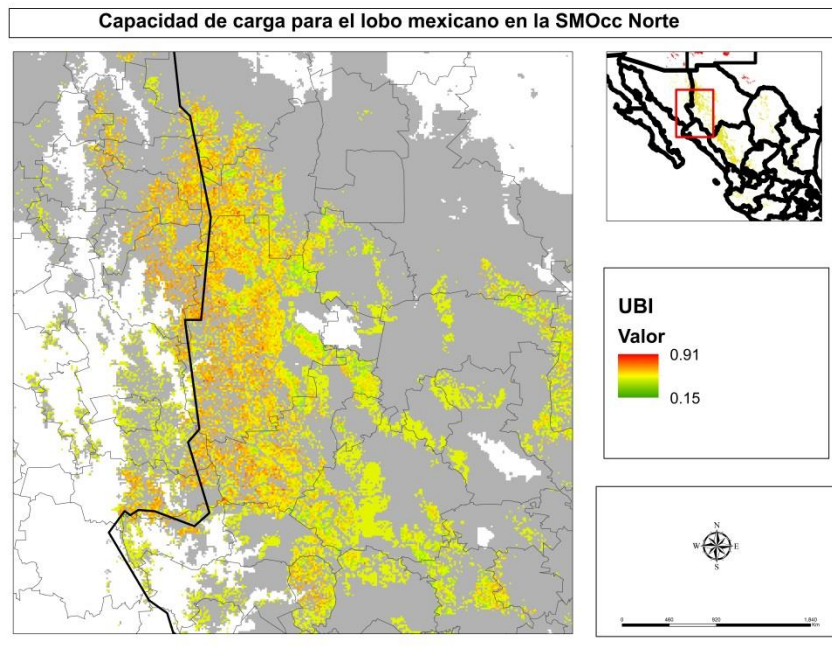 Capacidad de carga para el lobo mexicano en la SMOcc Norte
UBI
Valor
0.91
0.15
N
W E
S
0 460 920 1,840
Km